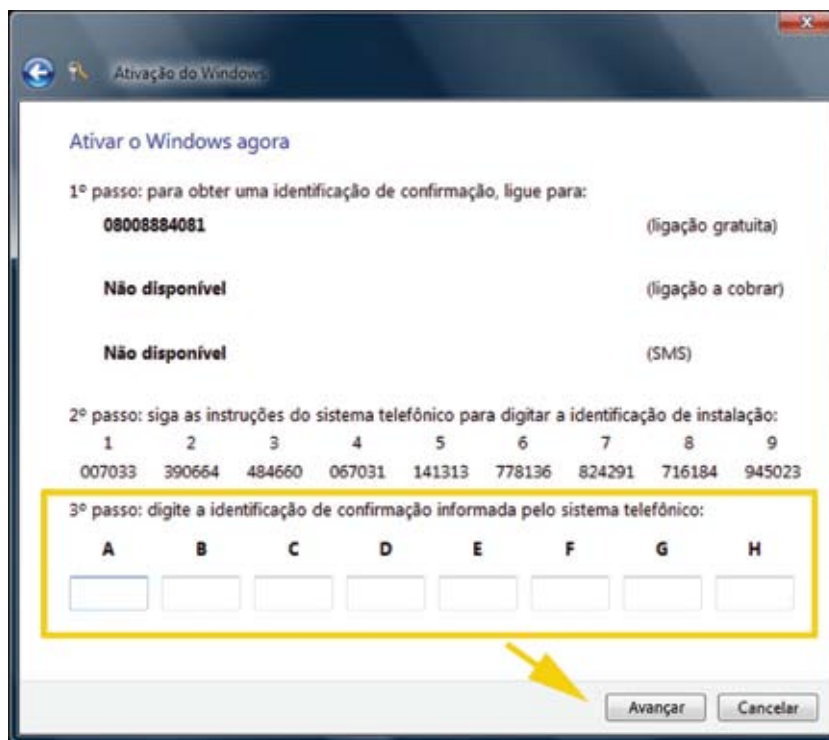 Ativação do Windows
Ativar o Windows agora
1º passo: para obter uma identificação de confirmação, ligue para:
08008884081 (ligação gratuita)
Não disponível (ligação a cobrar)
Não disponível (SMS)
2º passo: siga as instruções do sistema telefônico para digitar a identificação de instalação:
1 2 3 4 5 6 7 8 9
007033 390664 484660 067031 141313 778136 824291 716184 945023
3º passo: digite a identificação de confirmação informada pelo sistema telefônico:
A B C D E F G H
Avançar Cancelar